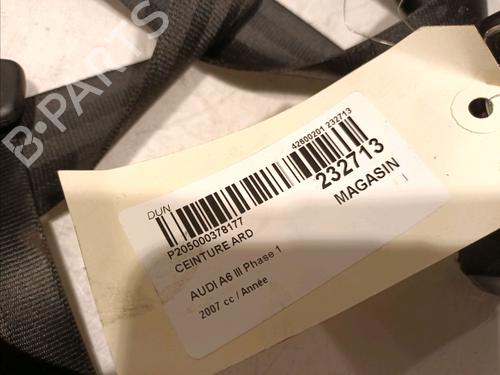 B-PARTS
DUN
42800201 232713
P205000378177
232713
CEINTURE ARD
MAGASIN
AUDI A6 III Phase 1
2007 cc / Année